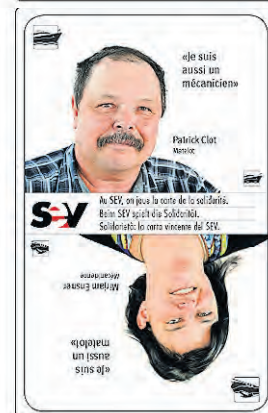 «Je suis
aussi un
mécanicien»
Patrick Clot
Matelot
SEV
Au SEV, on joue la carte de la solidarité.
Beim SEV spielt die Solidarität.
Solidarietà: la carta vincente del SEV.
«Je suis
aussi un
matelot»
Mirjam Ensner
Mécanicienne